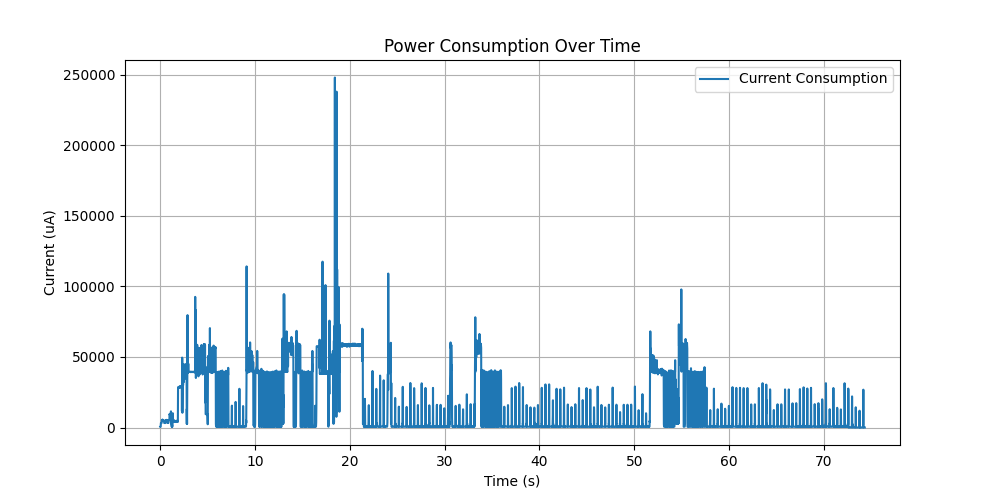 Power Consumption Over Time
Current Consumption
250000
200000
150000
100000
50000
0
Current (uA)
0 10 20 30 40 50 60 70
Time (s)